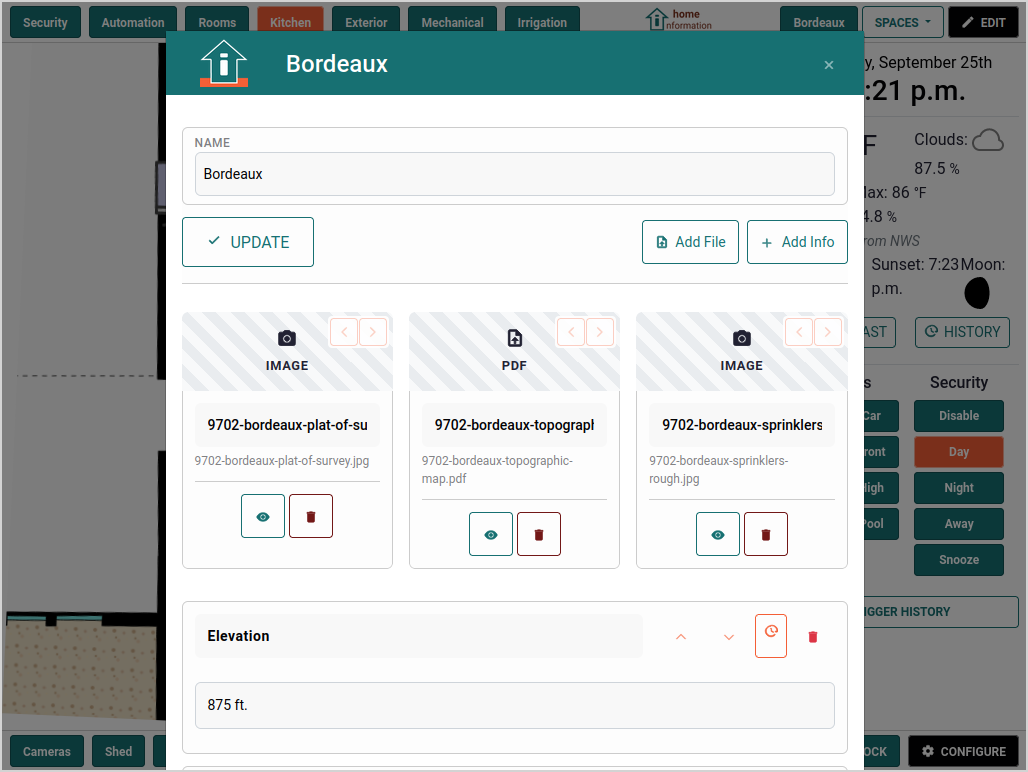 Security
Automation
Rooms
Kitchen
Exterior
Mechanical
Irrigation
home
nformation
Bordeaux
SPACES
EDIT
Bordeaux
×
y, September 25th
:21 p.m.
F
Clouds:
87.5 %
Max: 86 °F
4.8 %
rom NWS
Sunset: 7:23
p.m.
Moon:
AST
HISTORY
s
Security
Car
Disable
ront
Day
High
Night
Pool
Away
Snooze
IGGER HISTORY
NAME
Bordeaux
UPDATE
Add File
+ Add Info
IMAGE
9702-bordeaux-plat-of-su
9702-bordeaux-plat-of-survey.jpg
PDF
9702-bordeaux-topograph
9702-bordeaux-topographic-
map.pdf
IMAGE
9702-bordeaux-sprinklers
9702-bordeaux-sprinklers-
rough.jpg
Elevation
875 ft.
Cameras
Shed
OCK
CONFIGURE